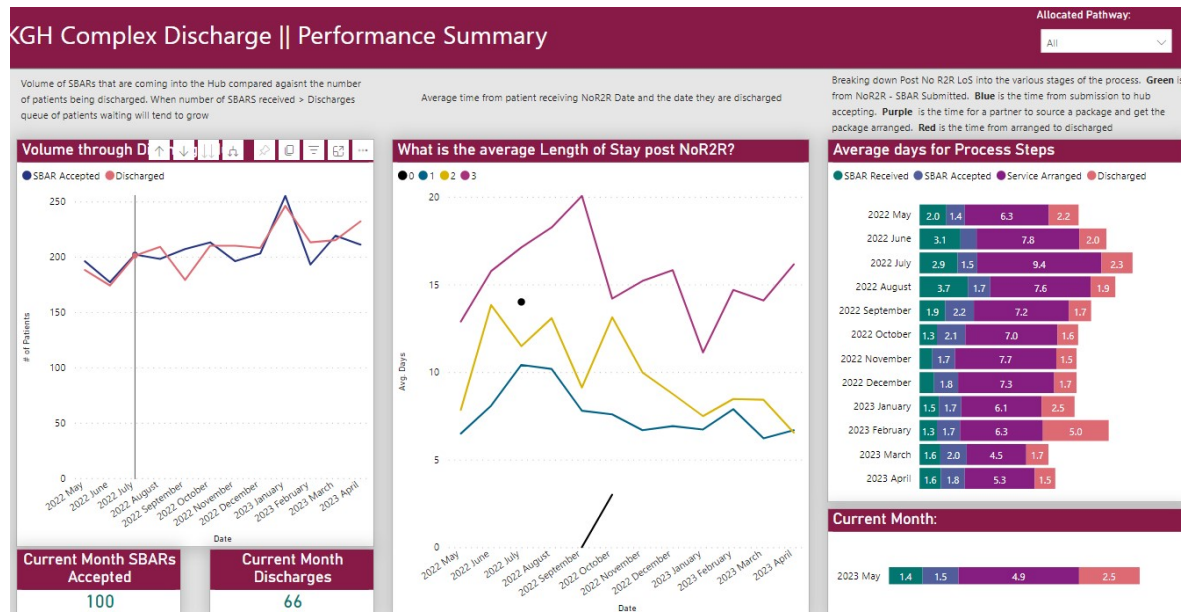 KGH Complex Discharge || Performance Summary
Allocated Pathway:
All
Volume of SBARs that are coming into the Hub compared agaisnt the number
of patients being discharged. When number of SBARS received > Discharges
queue of patients waiting will tend to grow
Average time from patient receiving NoR2R Date and the date they are discharged
Breaking down Post No R2R LoS into the various stages of the process. Green is
from NoR2R - SBAR Submitted. Blue is the time from submission to hub
accepting. Purple is the time for a partner to source a package and get the
package arranged. Red is the time from arranged to discharged
Volume through
SBAR Accepted Discharged
250
200
150
100
50
0
# of Patients
2022 May
2022 June
2022 July
2022 August
2022 September
2022 October
2022 November
2022 December
2023 January
2023 February
2023 March
2023 April
Date
Current Month SBARs
Accepted
100
Current Month
Discharges
66
What is the average Length of Stay post NoR2R?
0 1 2 3
20
15
10
5
0
Avg. Days
2022 May
2022 June
2022 July
2022 August
2022 September
2022 October
2022 November
2022 December
2023 January
2023 February
2023 March
2023 April
Date
Average days for Process Steps
SBAR Received SBAR Accepted Service Arranged Discharged
2022 May 2.0 1.4 6.3 2.2
2022 June 3.1 7.8 2.0
2022 July 2.9 1.5 9.4 2.3
2022 August 3.7 1.7 7.6 1.9
2022 September 1.9 2.2 7.2 1.7
2022 October 1.3 2.1 7.0 1.6
2022 November 1.7 7.7 1.5
2022 December 1.8 7.3 1.7
2023 January 1.5 1.7 6.1 2.5
2023 February 1.3 1.7 6.3 5.0
2023 March 1.6 2.0 4.5 1.7
2023 April 1.6 1.8 5.3 1.5
Current Month:
2023 May 1.4 1.5 4.9 2.5